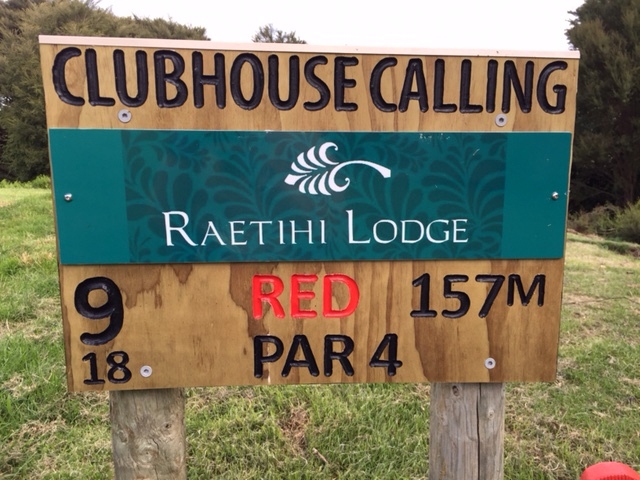 CLUBHOUSE CALLING
RAETIHI LODGE
9 RED 157M
18 PAR 4